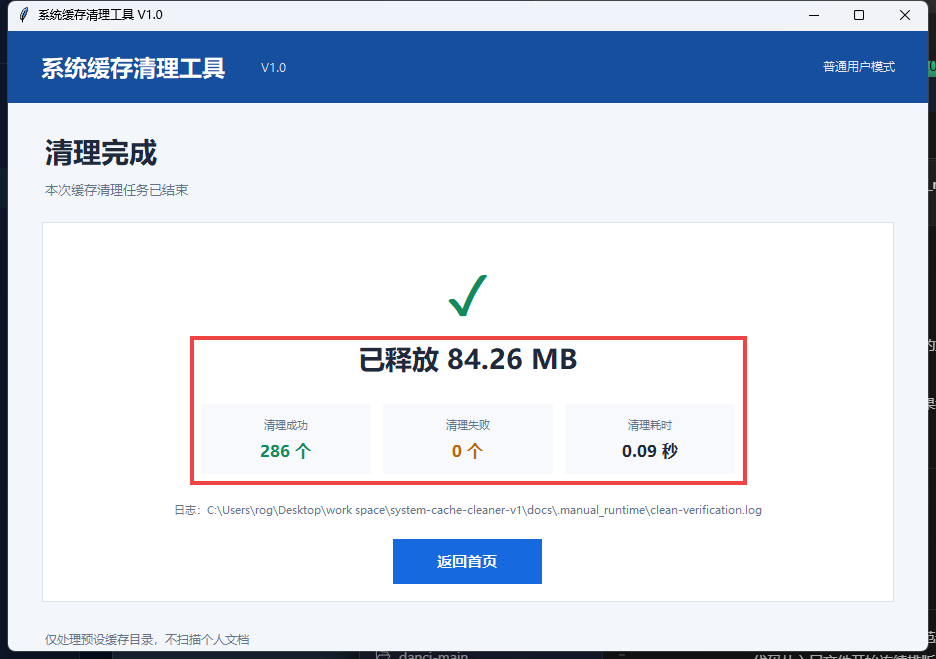 系统缓存清理工具 V1.0
系统缓存清理工具 V1.0 普通用户模式
清理完成
本次缓存清理任务已结束
已释放 84.26 MB
清理成功 清理失败 清理耗时
286 个 0 个 0.09 秒
日志：C:\Users\rog\Desktop\work space\system-cache-cleaner-v1\docs\.manual_runtime\clean-verification.log
返回首页
仅处理预设缓存目录，不扫描个人文档
danci-main